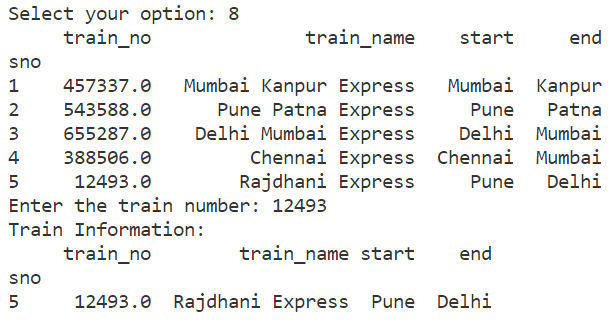 Select your option: 8
train_no train_name start end
sno
1 457337.0 Mumbai Kanpur Express Mumbai Kanpur
2 543588.0 Pune Patna Express Pune Patna
3 655287.0 Delhi Mumbai Express Delhi Mumbai
4 388506.0 Chennai Express Chennai Mumbai
5 12493.0 Rajdhani Express Pune Delhi
Enter the train number: 12493
Train Information:
train_no train_name start end
sno
5 12493.0 Rajdhani Express Pune Delhi